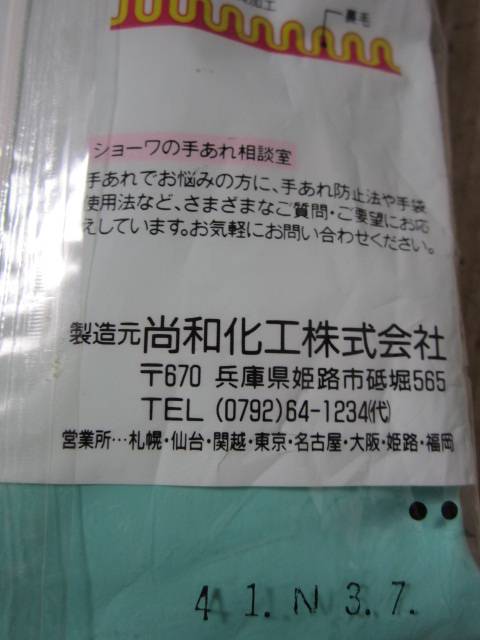 加工
鼻毛
ショーワの手あれ相談室
手あれでお悩みの方に、手あれ防止法や手袋
使用法など、さまざまなご質問・ご要望にお応
えしています。お気軽にお問い合わせください。
製造元 尚和化工株式会社
〒670 兵庫県姫路市砥堀565
TEL (0792)64-1234(代)
営業所…札幌・仙台・関越・東京・名古屋・大阪・姫路・福岡
4 1. N 3. 7.